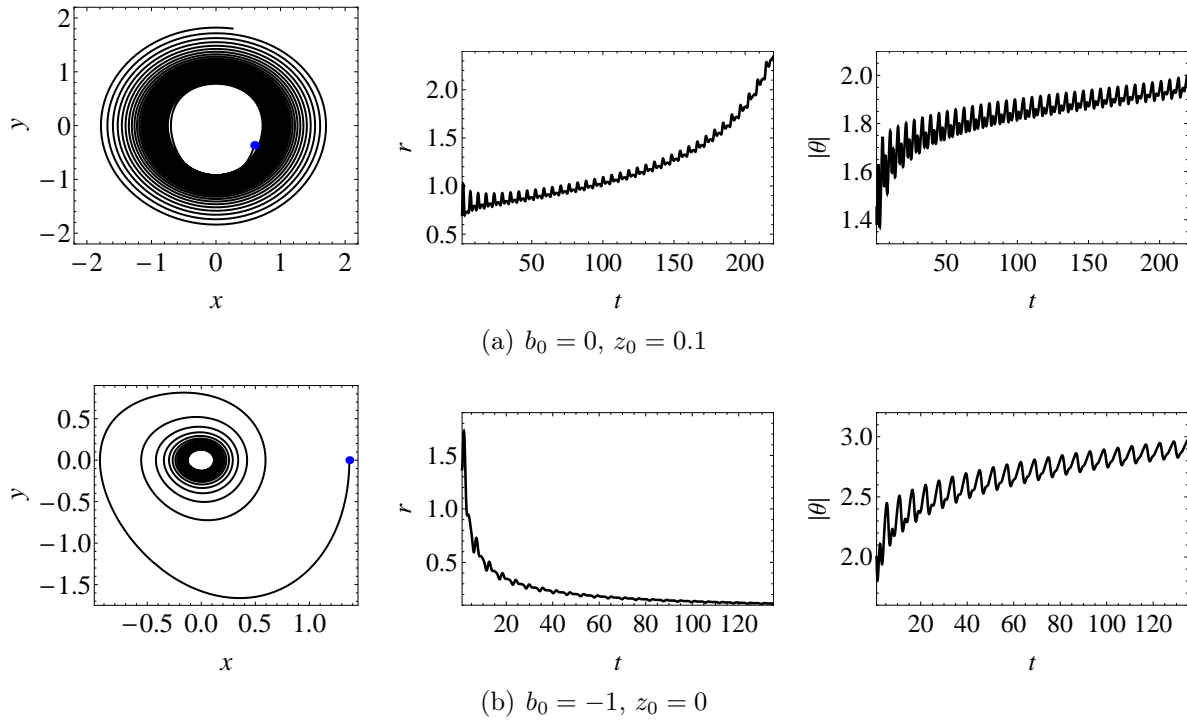 2
1
0
−1
−2
y
−2 −1 0 1 2
x
2.0
1.5
1.0
0.5
r
50 100 150 200
t
2.0
1.8
1.6
1.4
|θ|
50 100 150 200
t
(a) b₀ = 0, z₀ = 0.1
0.5
0.0
−0.5
−1.0
−1.5
y
−0.5 0.0 0.5 1.0
x
1.5
1.0
0.5
r
20 40 60 80 100 120
t
3.0
2.5
2.0
|θ|
20 40 60 80 100 120
t
(b) b₀ = −1, z₀ = 0